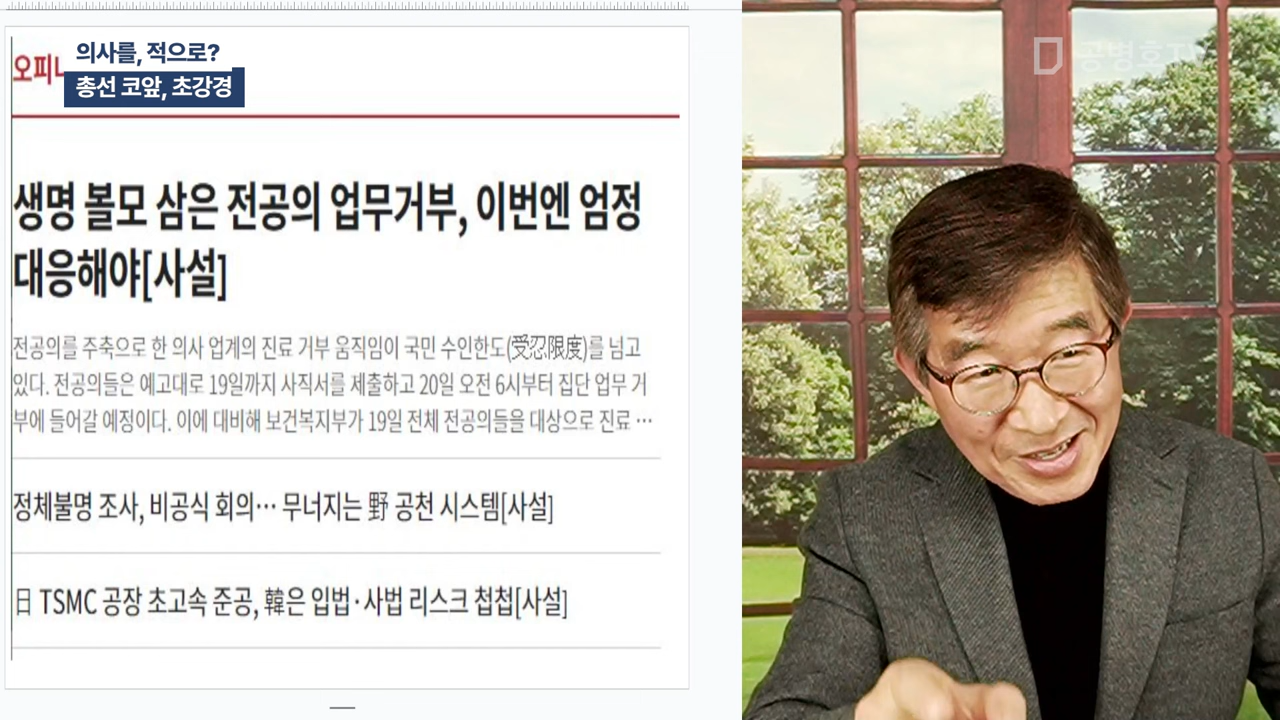 의사를, 적으로?
총선 코앞, 초강경
오피니
생명 볼모 삼은 전공의 업무거부, 이번엔 엄정
대응해야[사설]
전공의를 주축으로 한 의사 업계의 진료 거부 움직임이 국민 수인한도(受忍限度)를 넘고
있다. 전공의들은 예고대로 19일까지 사직서를 제출하고 20일 오전 6시부터 집단 업무 거
부에 들어갈 예정이다. 이에 대비해 보건복지부가 19일 전체 전공의들을 대상으로 진료 …
정체불명 조사, 비공식 회의… 무너지는 野 공천 시스템[사설]
日 TSMC 공장 초고속 준공, 韓은 입법·사법 리스크 첩첩[사설]
공병호TV